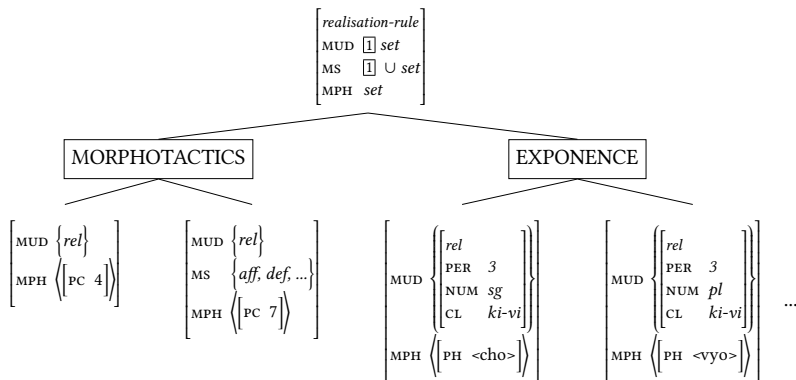 realisation-rule
MUD 1 set
MS 1 ∪ set
MPH set
MORPHOTACTICS
EXPONENCE
MUD {rel}
MPH ⟨[PC 4]⟩
MUD {rel}
MS {aff, def, ...}
MPH ⟨[PC 7]⟩
rel
PER 3
MUD
NUM sg
CL ki-vi
MPH ⟨[PH <cho>]⟩
rel
PER 3
MUD
NUM pl
CL ki-vi
MPH ⟨[PH <vyo>]⟩
...